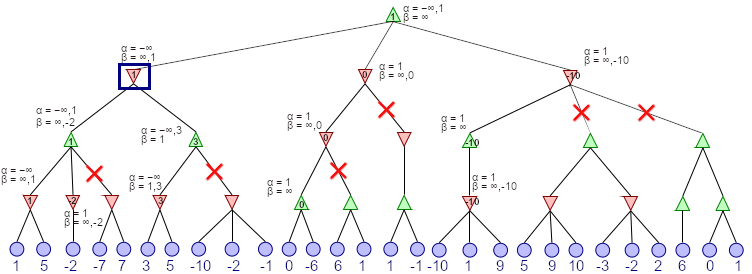 1
α = −∞,1
β = ∞
α = −∞
β = ∞,1
1
α = 1
β = ∞,0
0
α = 1
β = ∞,-10
-10
α = −∞,1
β = ∞,-2
1
α = −∞,3
β = 1
3
α = 1
β = ∞,0
0
α = 1
β = ∞
-10
α = −∞
β = ∞,1
1
-2
α = 1
β = ∞,-2
α = −∞
β = 1,3
3
α = 1
β = ∞
0
α = 1
β = ∞,-10
-10
1 5 -2 -7 7 3 5 -10 -2 -1 0 -6 6 1 1 -1 -10 1 9 5 9 10 -3 -2 2 6 0 1